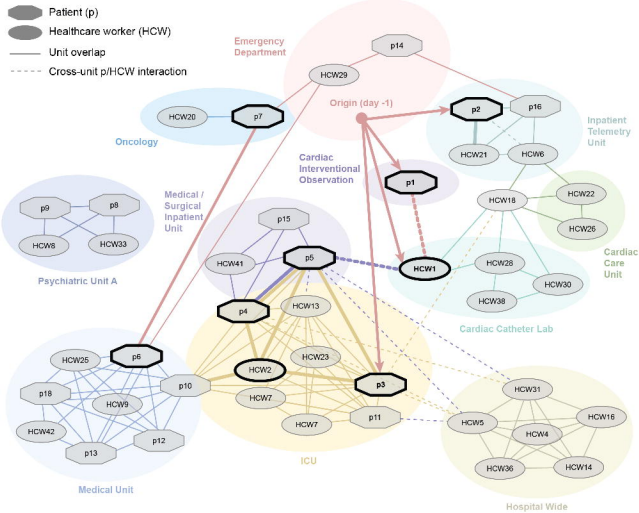 Patient (p)
Healthcare worker (HCW)
Unit overlap
Cross-unit p/HCW interaction
Emergency
Department
p14
HCW29
Origin (day -1)
HCW20
p7
Oncology
p2
p16
HCW21
HCW6
Inpatient
Telemetry
Unit
Cardiac
Interventional
Observation
p1
HCW18
HCW22
HCW26
Cardiac
Care
Unit
p9
p8
HCW8
HCW33
Psychiatric Unit A
Medical /
Surgical
Inpatient
Unit
p15
p5
HCW41
p4
HCW1
HCW28
HCW30
HCW38
Cardiac Catheter Lab
HCW13
HCW23
HCW2
p3
HCW7
p11
HCW7
ICU
HCW25
p6
p10
p18
HCW9
HCW42
p12
p13
Medical Unit
HCW31
HCW5
HCW16
HCW4
HCW36
HCW14
Hospital Wide